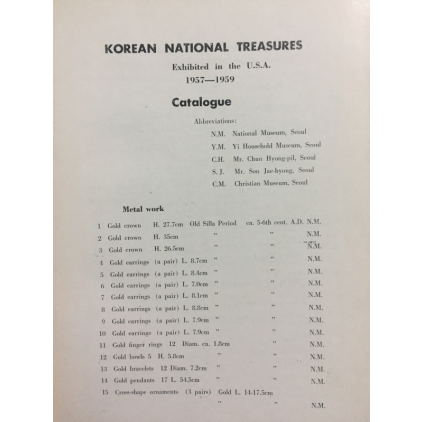 KOREAN NATIONAL TREASURES
Exhibited in the U.S.A.
1957—1959
Catalogue
Abbreviations:
N.M. National Museum, Seoul
Y.M. Yi Household Museum, Seoul
C.H. Mr. Chun Hyong-pil, Seoul
S.J. Mr. Son Jae-hyong, Seoul
C.M. Christian Museum, Seoul
Metal work
1 Gold crown H. 27.7cm Old Silla Period ca. 5-6th cent. A.D. N.M.
2 Gold crown H. 35cm " " N.M.
3 Gold crown H. 26.5cm " " N.M.
4 Gold earrings (a pair) L. 8.7cm " " N.M.
5 Gold earrings (a pair) L. 8.4cm " " N.M.
6 Gold earrings (a pair) L. 7.0cm " " N.M.
7 Gold earrings (a pair) L. 8.1cm " " N.M.
8 Gold earrings (a pair) L. 8.8cm " " N.M.
9 Gold earrings (a pair) L. 7.9cm " " N.M.
10 Gold earrings (a pair) L. 7.9cm " " N.M.
11 Gold finger rings 12 Diam. ca. 1.8cm " N.M.
12 Gold bowls 5 H. 5.0cm " " N.M.
13 Gold bracelets 12 Diam. 7.2cm " " N.M.
14 Gold pendants 17 L. 54.5cm " " N.M.
15 Cross-shape ornaments (3 pairs) Gold L. 14-17.5cm
" " N.M.